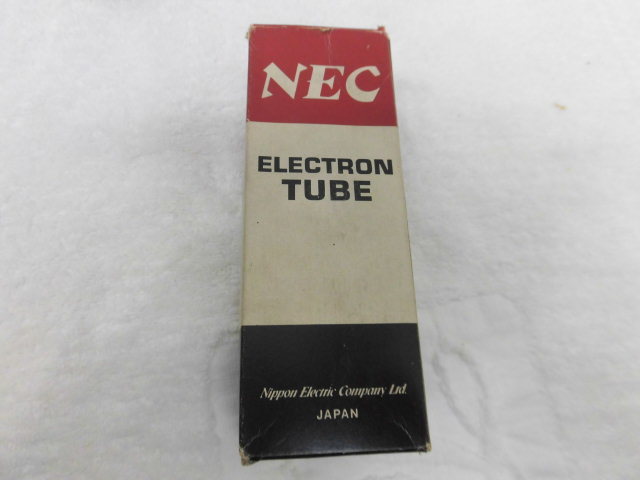 NEC
ELECTRON
TUBE
Nippon Electric Company Ltd.
JAPAN